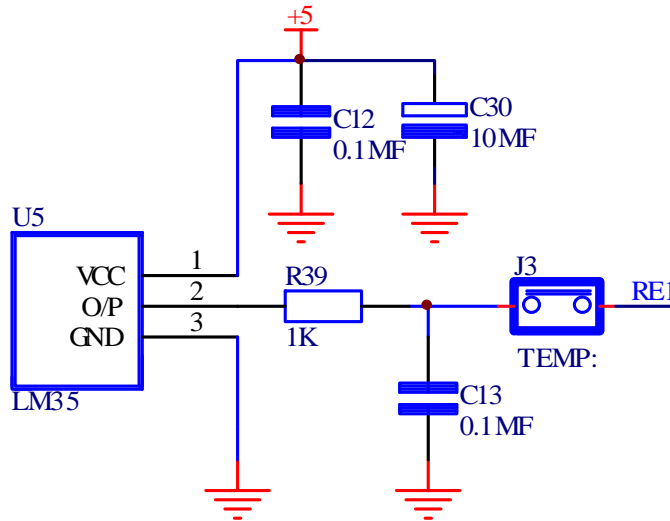 +5
C12
0.1MF
C30
10MF
U5
VCC
1
O/P
2
GND
3
LM35
R39
1K
J3
RE1
TEMP:
C13
0.1MF